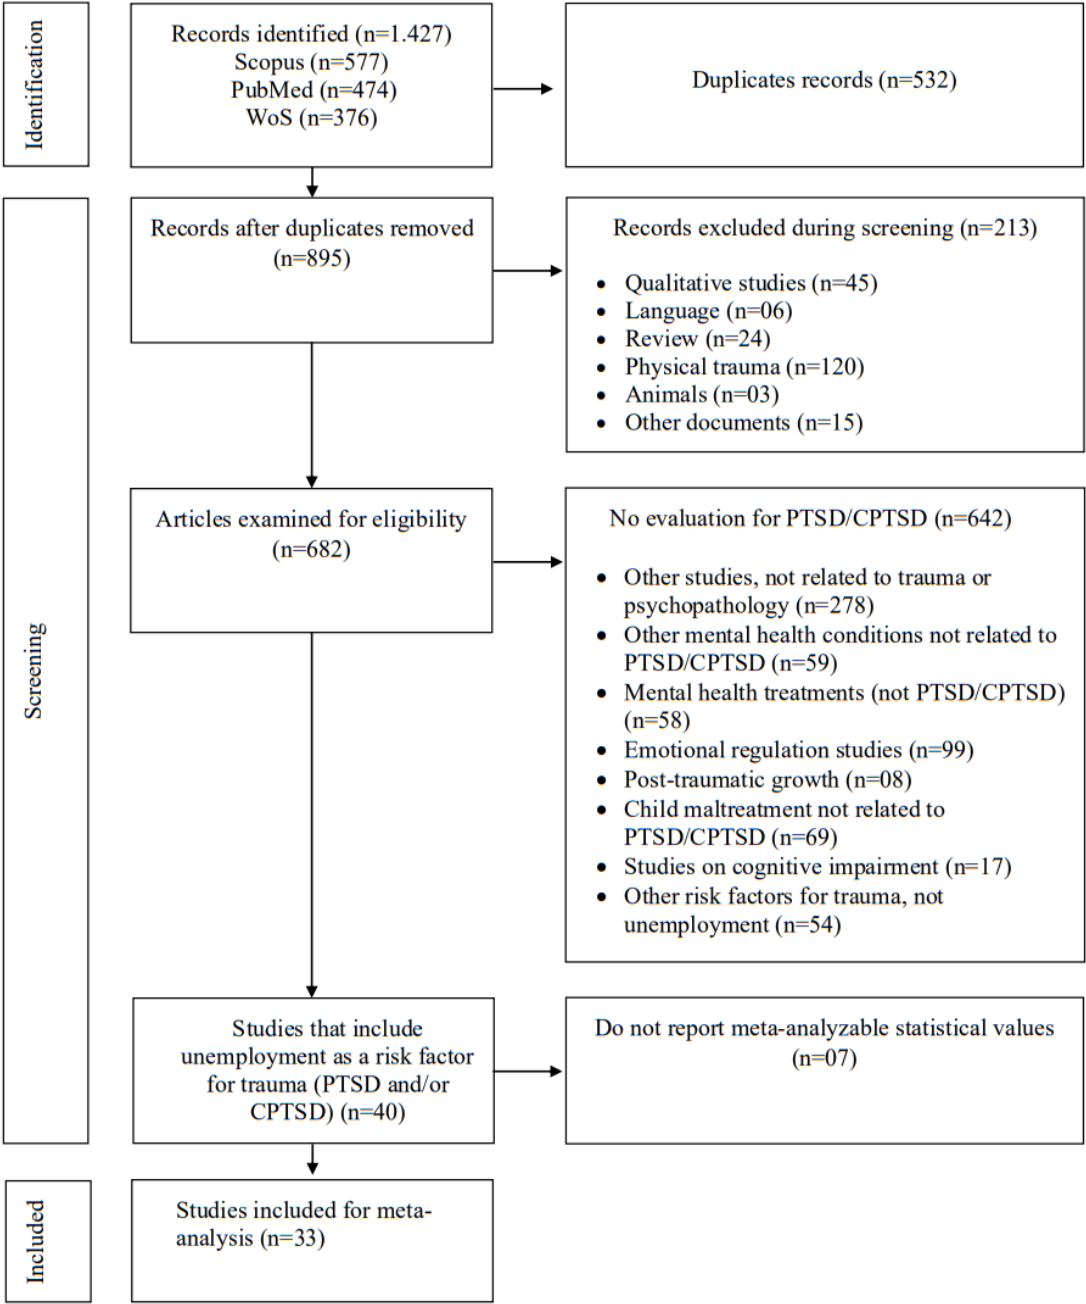 Identification
Records identified (n=1.427)
Scopus (n=577)
PubMed (n=474)
WoS (n=376)
Duplicates records (n=532)
Screening
Records after duplicates removed
(n=895)
Records excluded during screening (n=213)
• Qualitative studies (n=45)
• Language (n=06)
• Review (n=24)
• Physical trauma (n=120)
• Animals (n=03)
• Other documents (n=15)
Articles examined for eligibility
(n=682)
No evaluation for PTSD/CPTSD (n=642)
• Other studies, not related to trauma or
psychopathology (n=278)
• Other mental health conditions not related to
PTSD/CPTSD (n=59)
• Mental health treatments (not PTSD/CPTSD)
(n=58)
• Emotional regulation studies (n=99)
• Post-traumatic growth (n=08)
• Child maltreatment not related to
PTSD/CPTSD (n=69)
• Studies on cognitive impairment (n=17)
• Other risk factors for trauma, not
unemployment (n=54)
Studies that include
unemployment as a risk factor
for trauma (PTSD and/or
CPTSD) (n=40)
Do not report meta-analyzable statistical values
(n=07)
Included
Studies included for meta-
analysis (n=33)